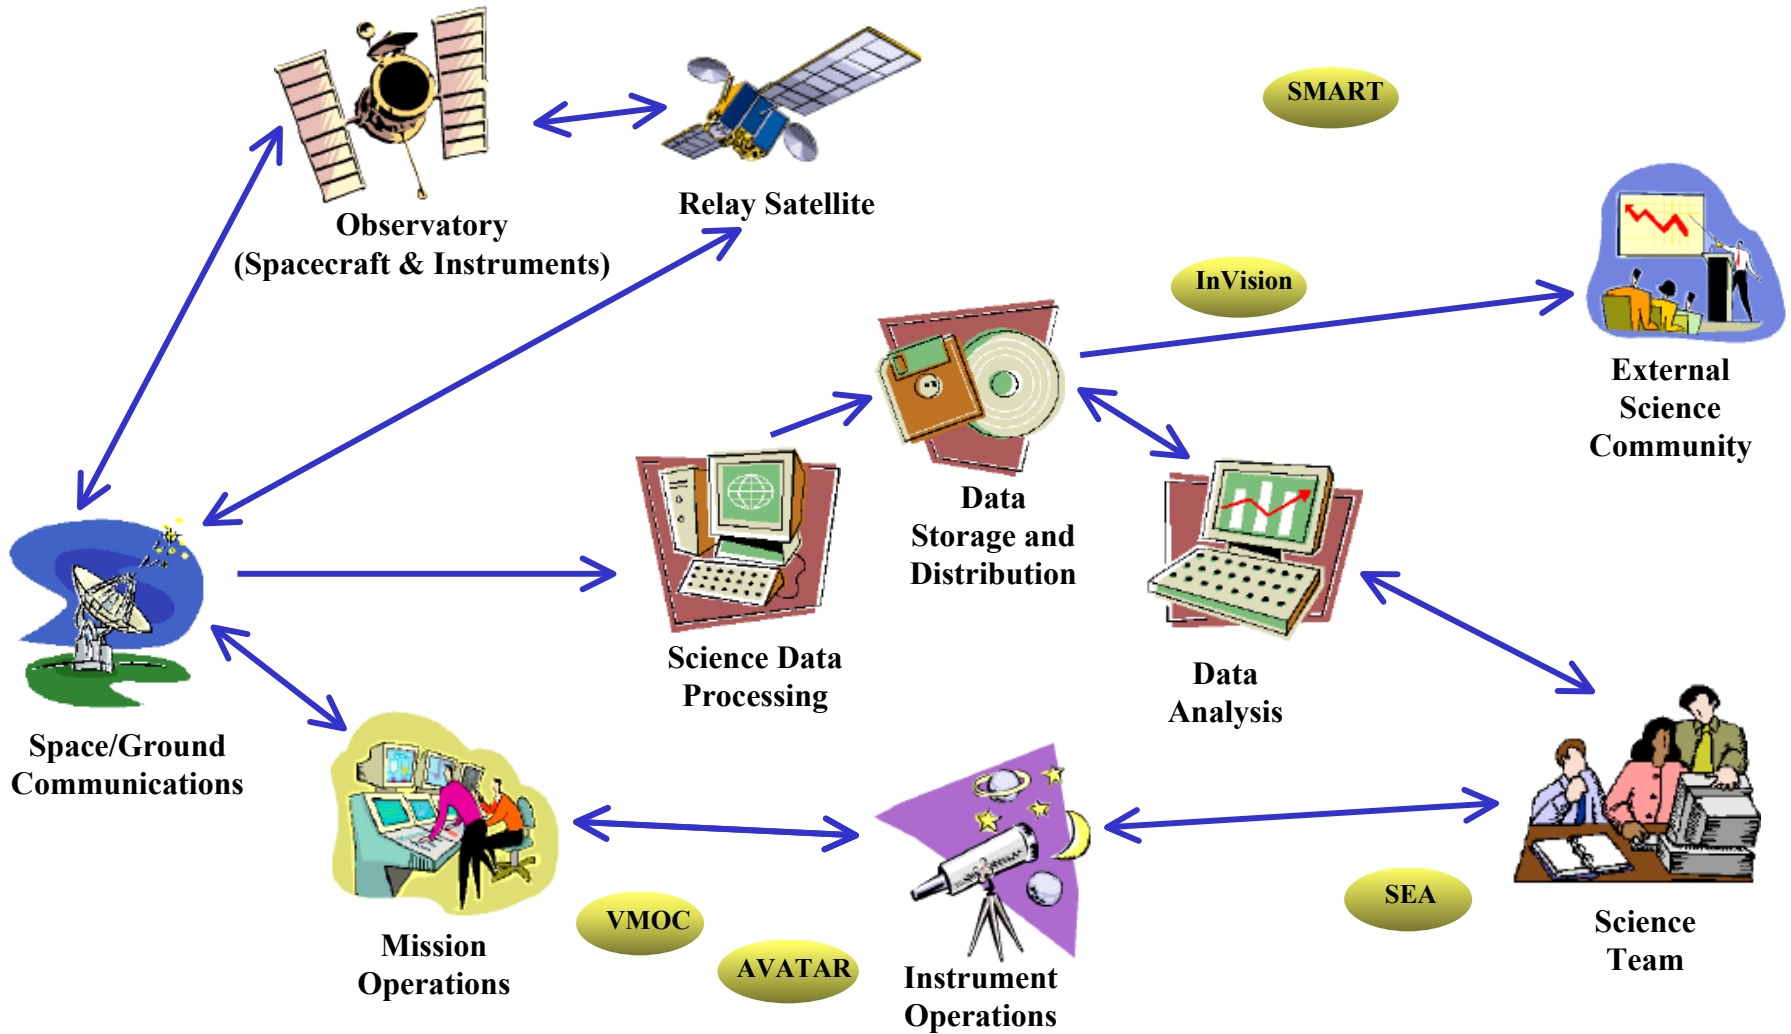 SMART
Relay Satellite
Observatory
(Spacecraft & Instruments)
InVision
External
Science
Community
Data
Storage and
Distribution
Science Data
Processing
Data
Analysis
Space/Ground
Communications
Mission
Operations
VMOC
AVATAR
Instrument
Operations
SEA
Science
Team